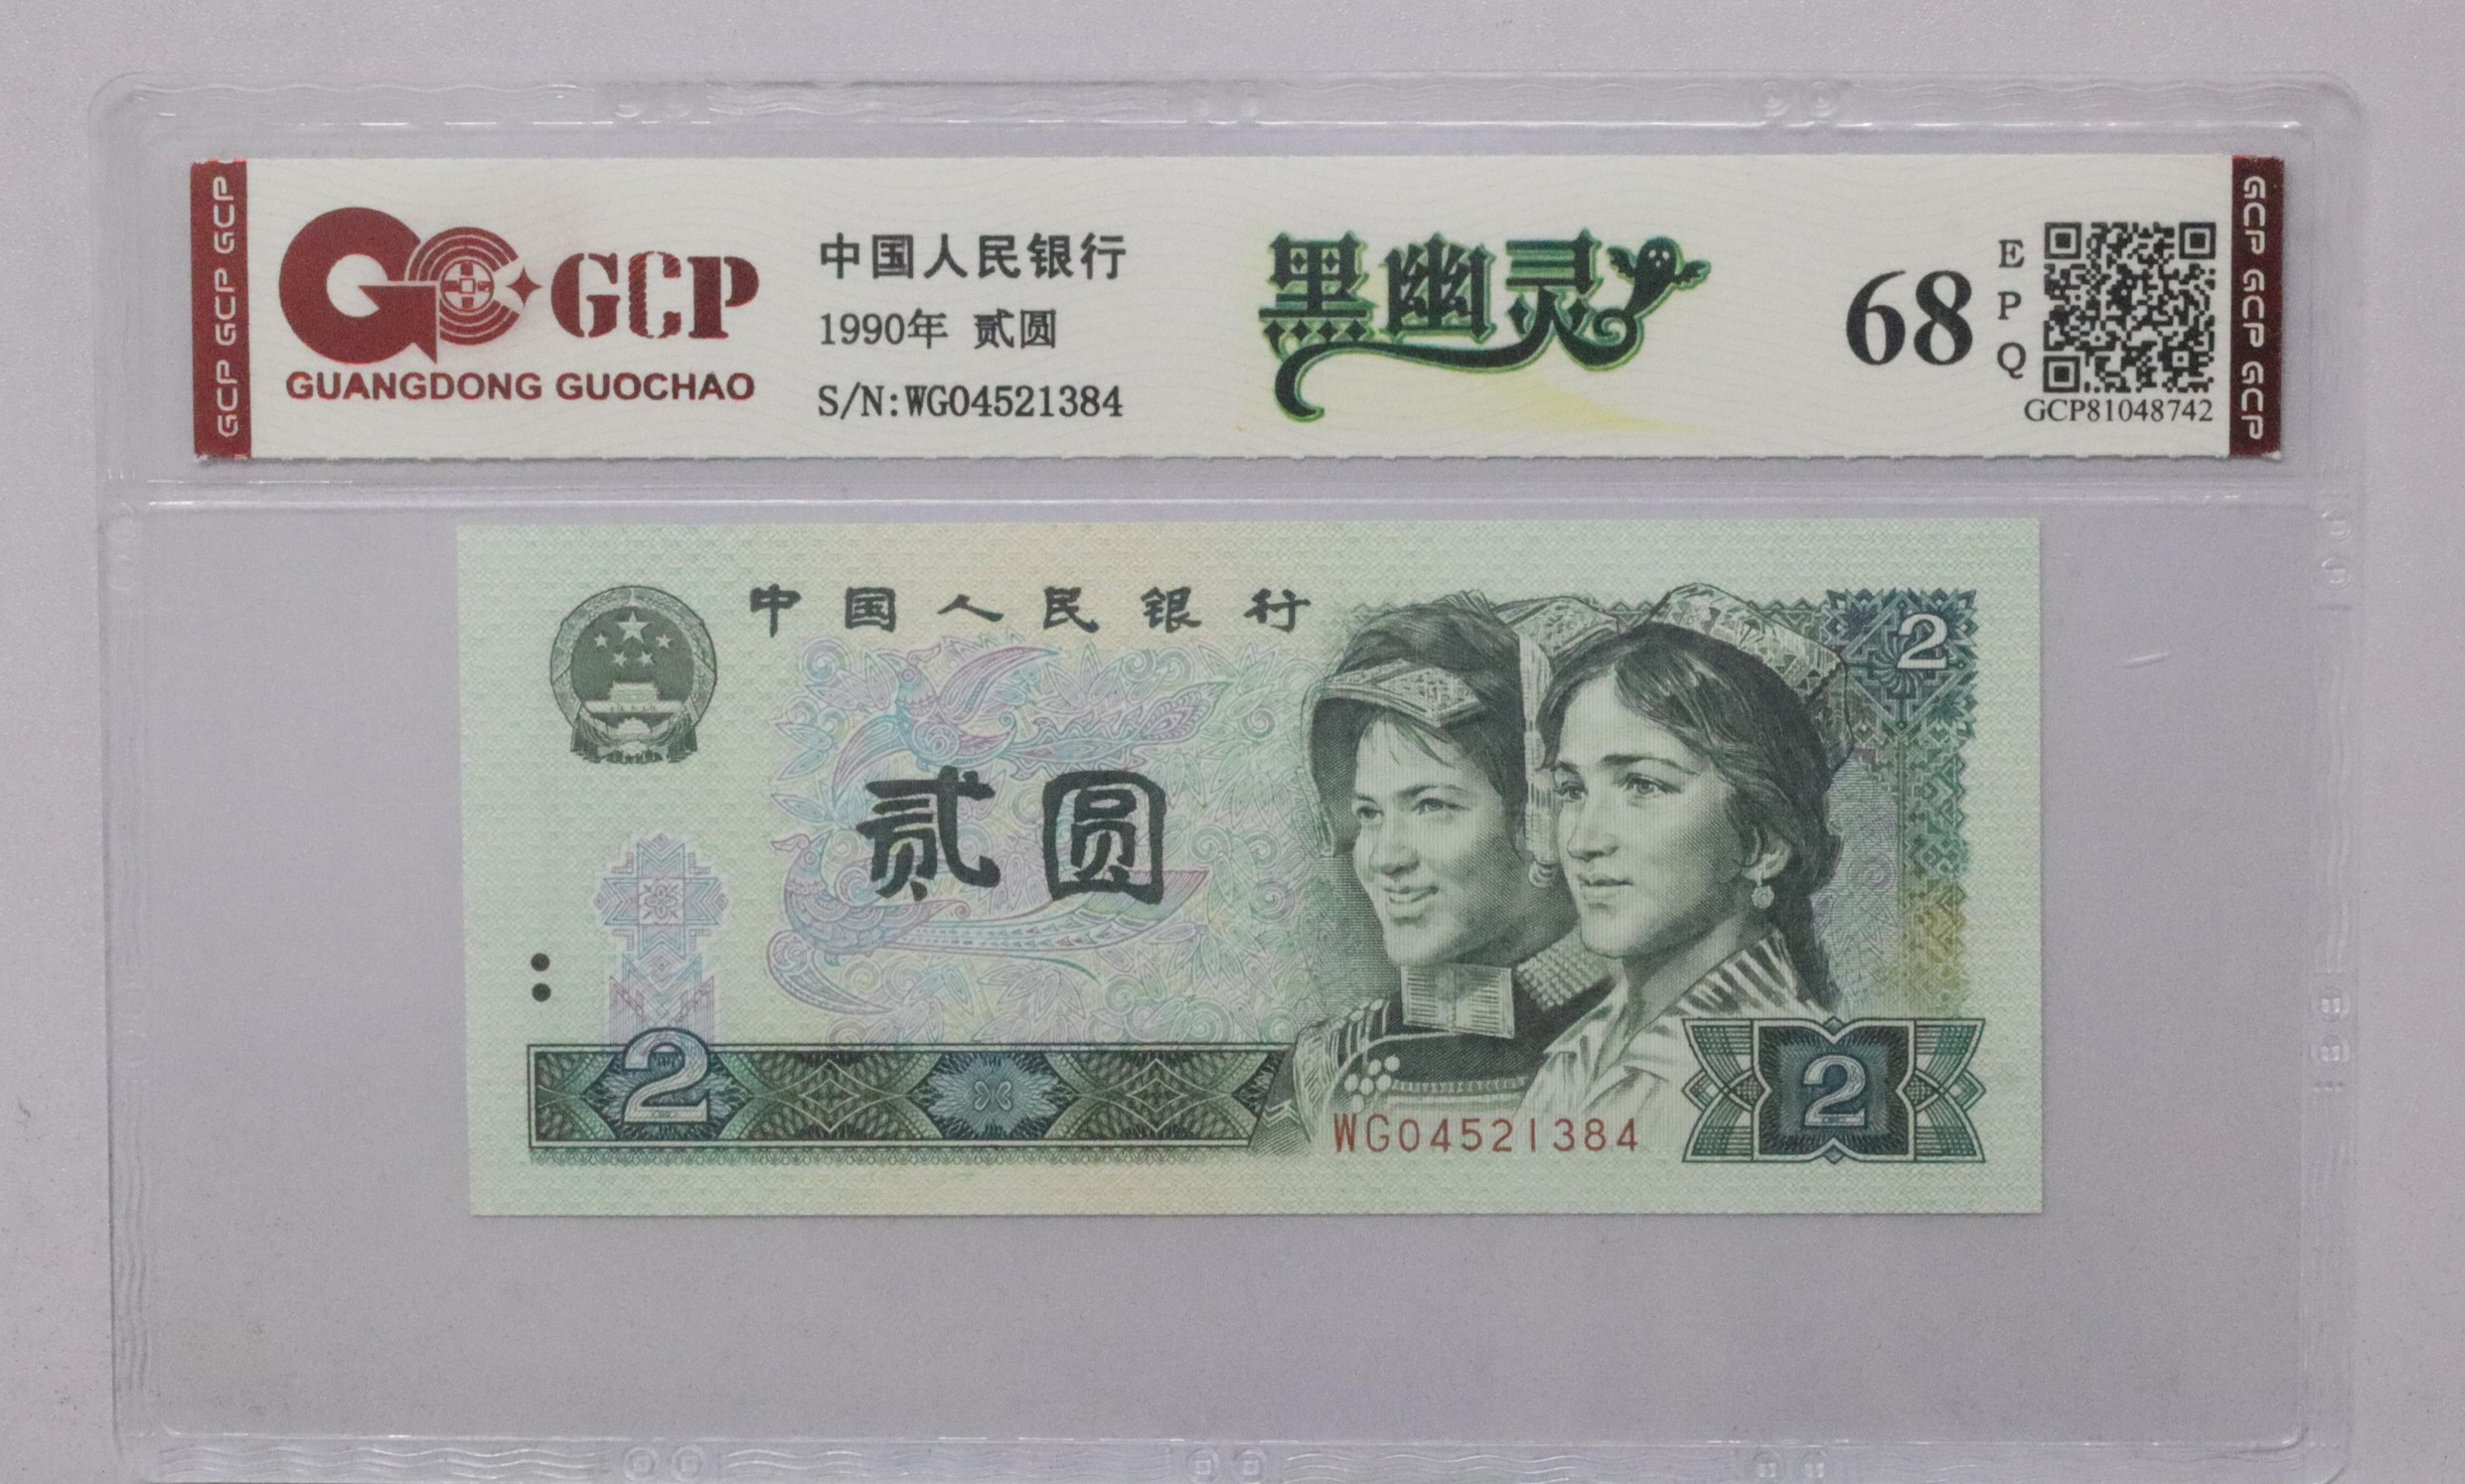 GCP GCP GCP
GCP
GUANGDONG GUOCHAO
中国人民银行
1990年 贰圆
S/N:WG04521384
黑幽灵
68
E
P
Q
GCP81048742
GCP GCP GCP
中国人民银行
2
贰圆
2
WG04521384
2